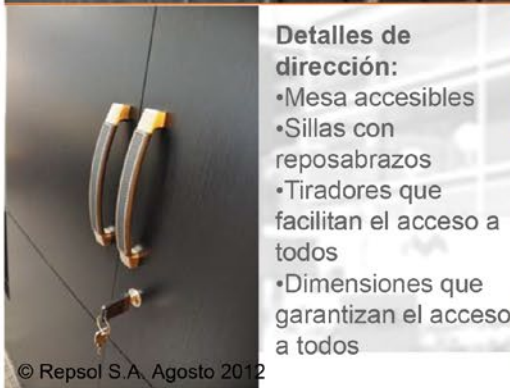 Detalles de
dirección:
•Mesa accesibles
•Sillas con
reposabrazos
•Tiradores que
facilitan el acceso a
todos
•Dimensiones que
garantizan el acceso
a todos
© Repsol S.A. Agosto 2012